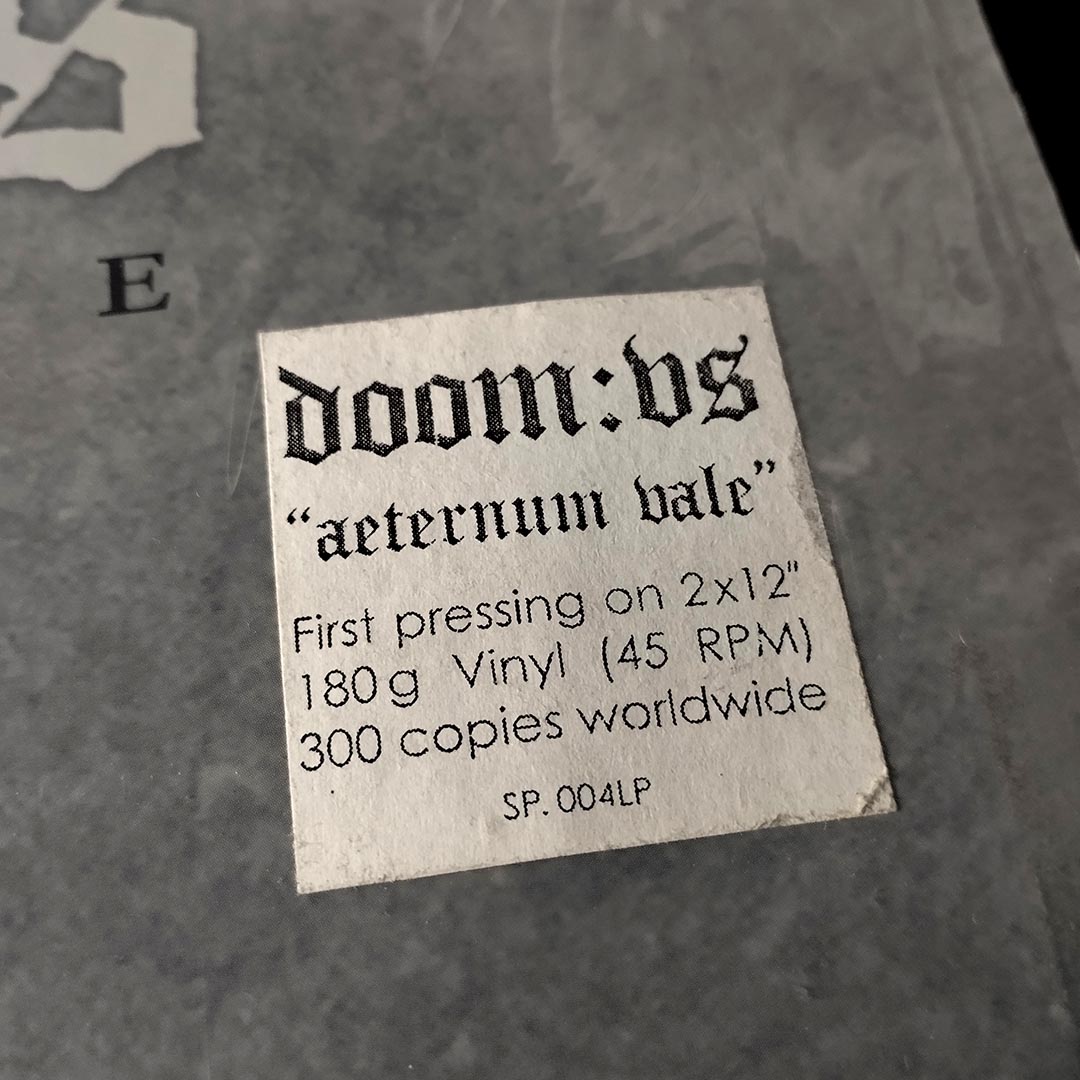 s
E
doom:vs
“aeternum vale”
First pressing on 2x12"
180g Vinyl (45 RPM)
300 copies worldwide
SP. 004LP